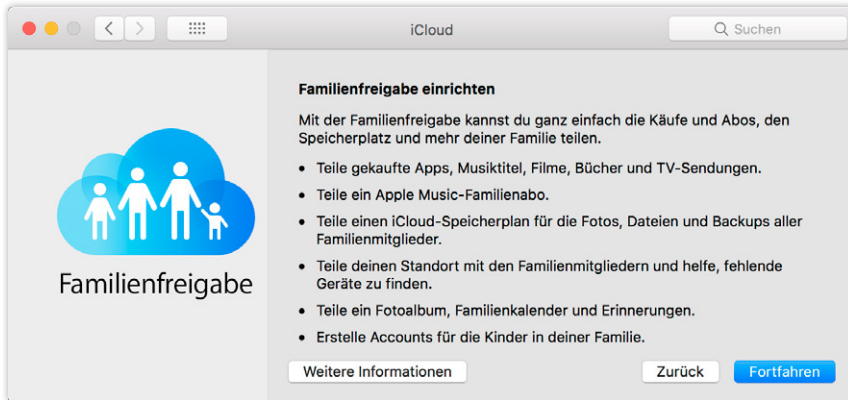 iCloud
Suchen
Familienfreigabe einrichten
Mit der Familienfreigabe kannst du ganz einfach die Käufe und Abos, den
Speicherplatz und mehr deiner Familie teilen.
• Teile gekaufte Apps, Musiktitel, Filme, Bücher und TV-Sendungen.
• Teile ein Apple Music-Familienabo.
• Teile einen iCloud-Speicherplan für die Fotos, Dateien und Backups aller
Familienmitglieder.
• Teile deinen Standort mit den Familienmitgliedern und helfe, fehlende
Geräte zu finden.
• Teile ein Fotoalbum, Familienkalender und Erinnerungen.
• Erstelle Accounts für die Kinder in deiner Familie.
Familienfreigabe
Weitere Informationen
Zurück
Fortfahren